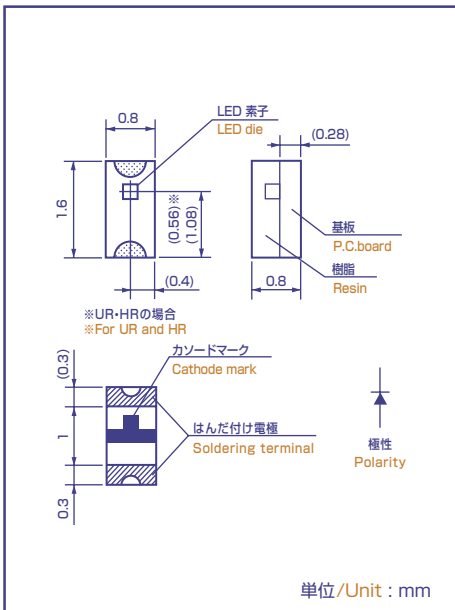 LED 素子
LED die
0.8
(0.28)
1.6
(0.56)※
(1.08)
基板
P.C.board
樹脂
Resin
(0.4)
0.8
※UR・HRの場合
※For UR and HR
カソードマーク
Cathode mark
(0.3)
1
0.3
はんだ付け電極
Soldering terminal
極性
Polarity
単位/Unit : mm